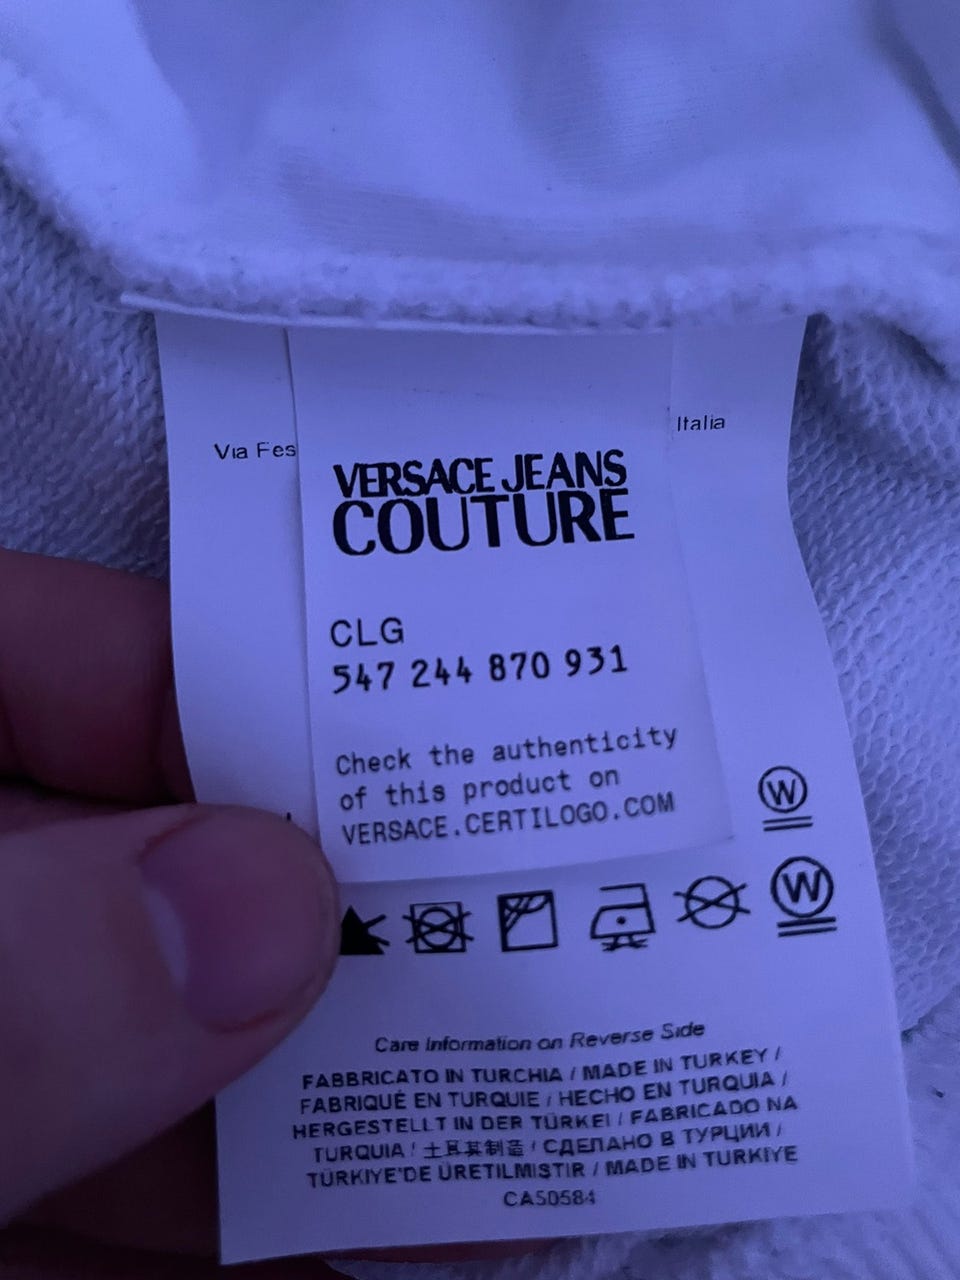 Via Fes
Italia
VERSACE JEANS
COUTURE
CLG
547 244 870 931
Check the authenticity
of this product on
VERSACE.CERTILOGO.COM
W
W
Care Information on Reverse Side
FABBRICATO IN TURCHIA / MADE IN TURKEY /
FABRIQUÉ EN TURQUIE / HECHO EN TURQUIA /
HERGESTELLT IN DER TÜRKEI / FABRICADO NA
TURQUIA / 土耳其制造 / СДЕЛАНО В ТУРЦИИ /
TÜRKIYE'DE ÜRETILMIŞTIR / MADE IN TURKIYE
CA50584